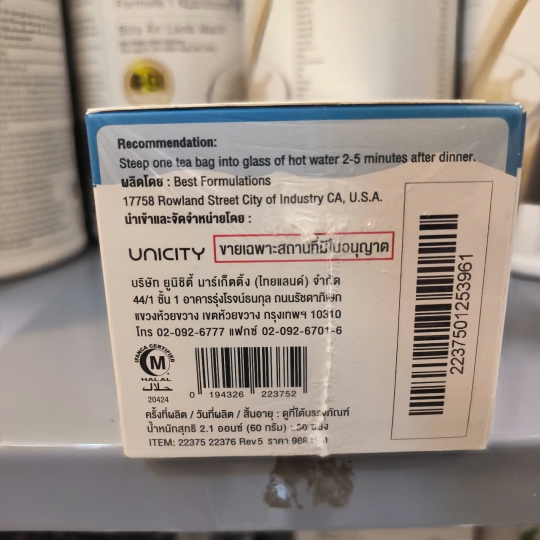 Recommendation:
Steep one tea bag into glass of hot water 2-5 minutes after dinner.
ผลิตโดย : Best Formulations
17758 Rowland Street City of Industry CA, U.S.A.
นำเข้าและจัดจำหน่ายโดย :
UNICITY ขายเฉพาะสถานที่มีใบอนุญาต
บริษัท ยูนิซิตี้ มาร์เก็ตติ้ง (ไทยแลนด์) จำกัด
44/1 ชั้น 1 อาคารรุ่งโรจน์ธนกุล ถนนรัชดาภิเษก
แขวงห้วยขวาง เขตห้วยขวาง กรุงเทพฯ 10310
โทร 02-092-6777 แฟกซ์ 02-092-6701-6
IFANCA CERTIFIED
M
HALAL
حلال
20424
0 194326 223752
ครั้งที่ผลิต / วันที่ผลิต / สิ้นอายุ : ดูที่ใต้บรรจุภัณฑ์
น้ำหนักสุทธิ 2.1 ออนซ์ (60 กรัม) :
ITEM: 22375 22376 Rev5 ราคา
2237501253961